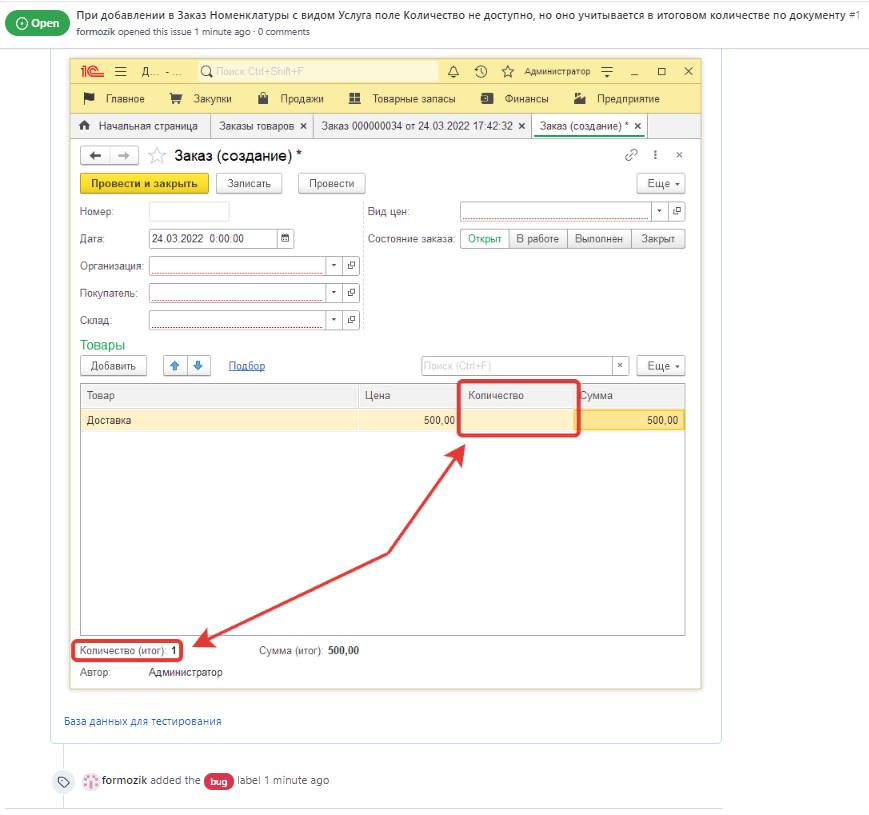 Open
При добавлении в Заказ Номенклатуры с видом Услуга поле Количество не доступно, но оно учитывается в итоговом количестве по документу #1
formozik opened this issue 1 minute ago · 0 comments
1С Д... - ... Поиск Ctrl+Shift+F Администратор
Главное Закупки Продажи Товарные запасы Финансы Предприятие
Начальная страница Заказы товаров × Заказ 000000034 от 24.03.2022 17:42:32 × Заказ (создание) * ×
Заказ (создание) *
Провести и закрыть Записать Провести Еще
Номер: Вид цен:
Дата: 24.03.2022 0:00:00 Состояние заказа: Открыт В работе Выполнен Закрыт
Организация:
Покупатель:
Склад:
Товары
Добавить Подбор Поиск (Ctrl+F) × Еще
Товар Цена Количество Сумма
Доставка 500,00 500,00
Количество (итог): 1 Сумма (итог): 500,00
Автор: Администратор
База данных для тестирования
formozik added the bug label 1 minute ago